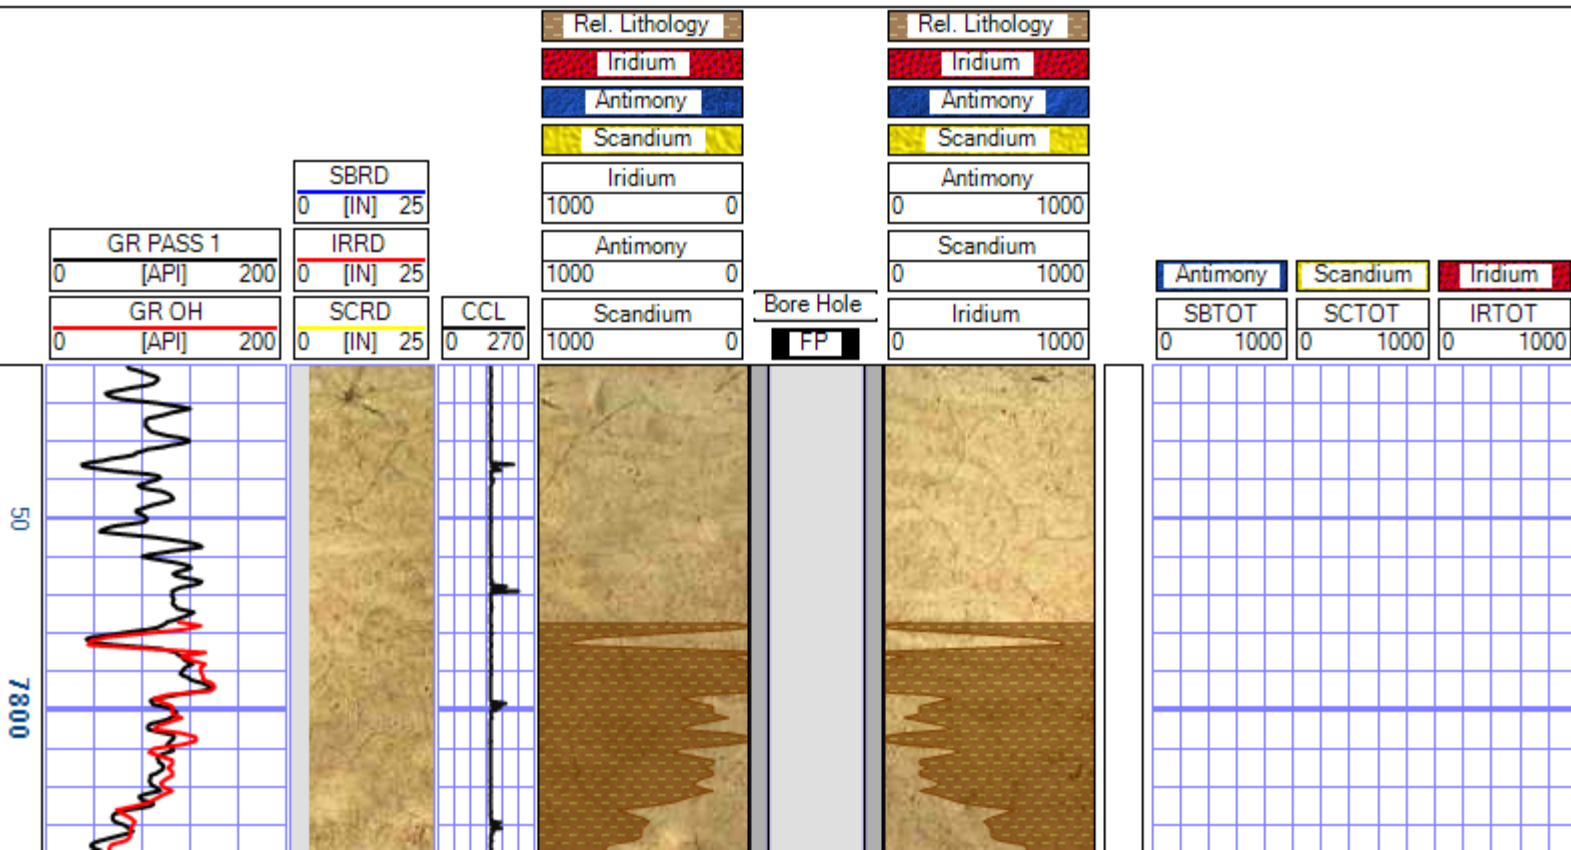 Rel. Lithology
Iridium
Antimony
Scandium
Iridium
1000 0
Antimony
1000 0
Scandium
1000 0
Rel. Lithology
Iridium
Antimony
Scandium
Antimony
0 1000
Scandium
0 1000
Iridium
0 1000
SBRD
0 [IN] 25
IRRD
0 [IN] 25
SCRD
0 [IN] 25
GR PASS 1
0 [API] 200
GR OH
0 [API] 200
CCL
0 270
Bore Hole
FP
Antimony
SBTOT
0 1000
Scandium
SCTOT
0 1000
Iridium
IRTOT
0 1000
50
7800